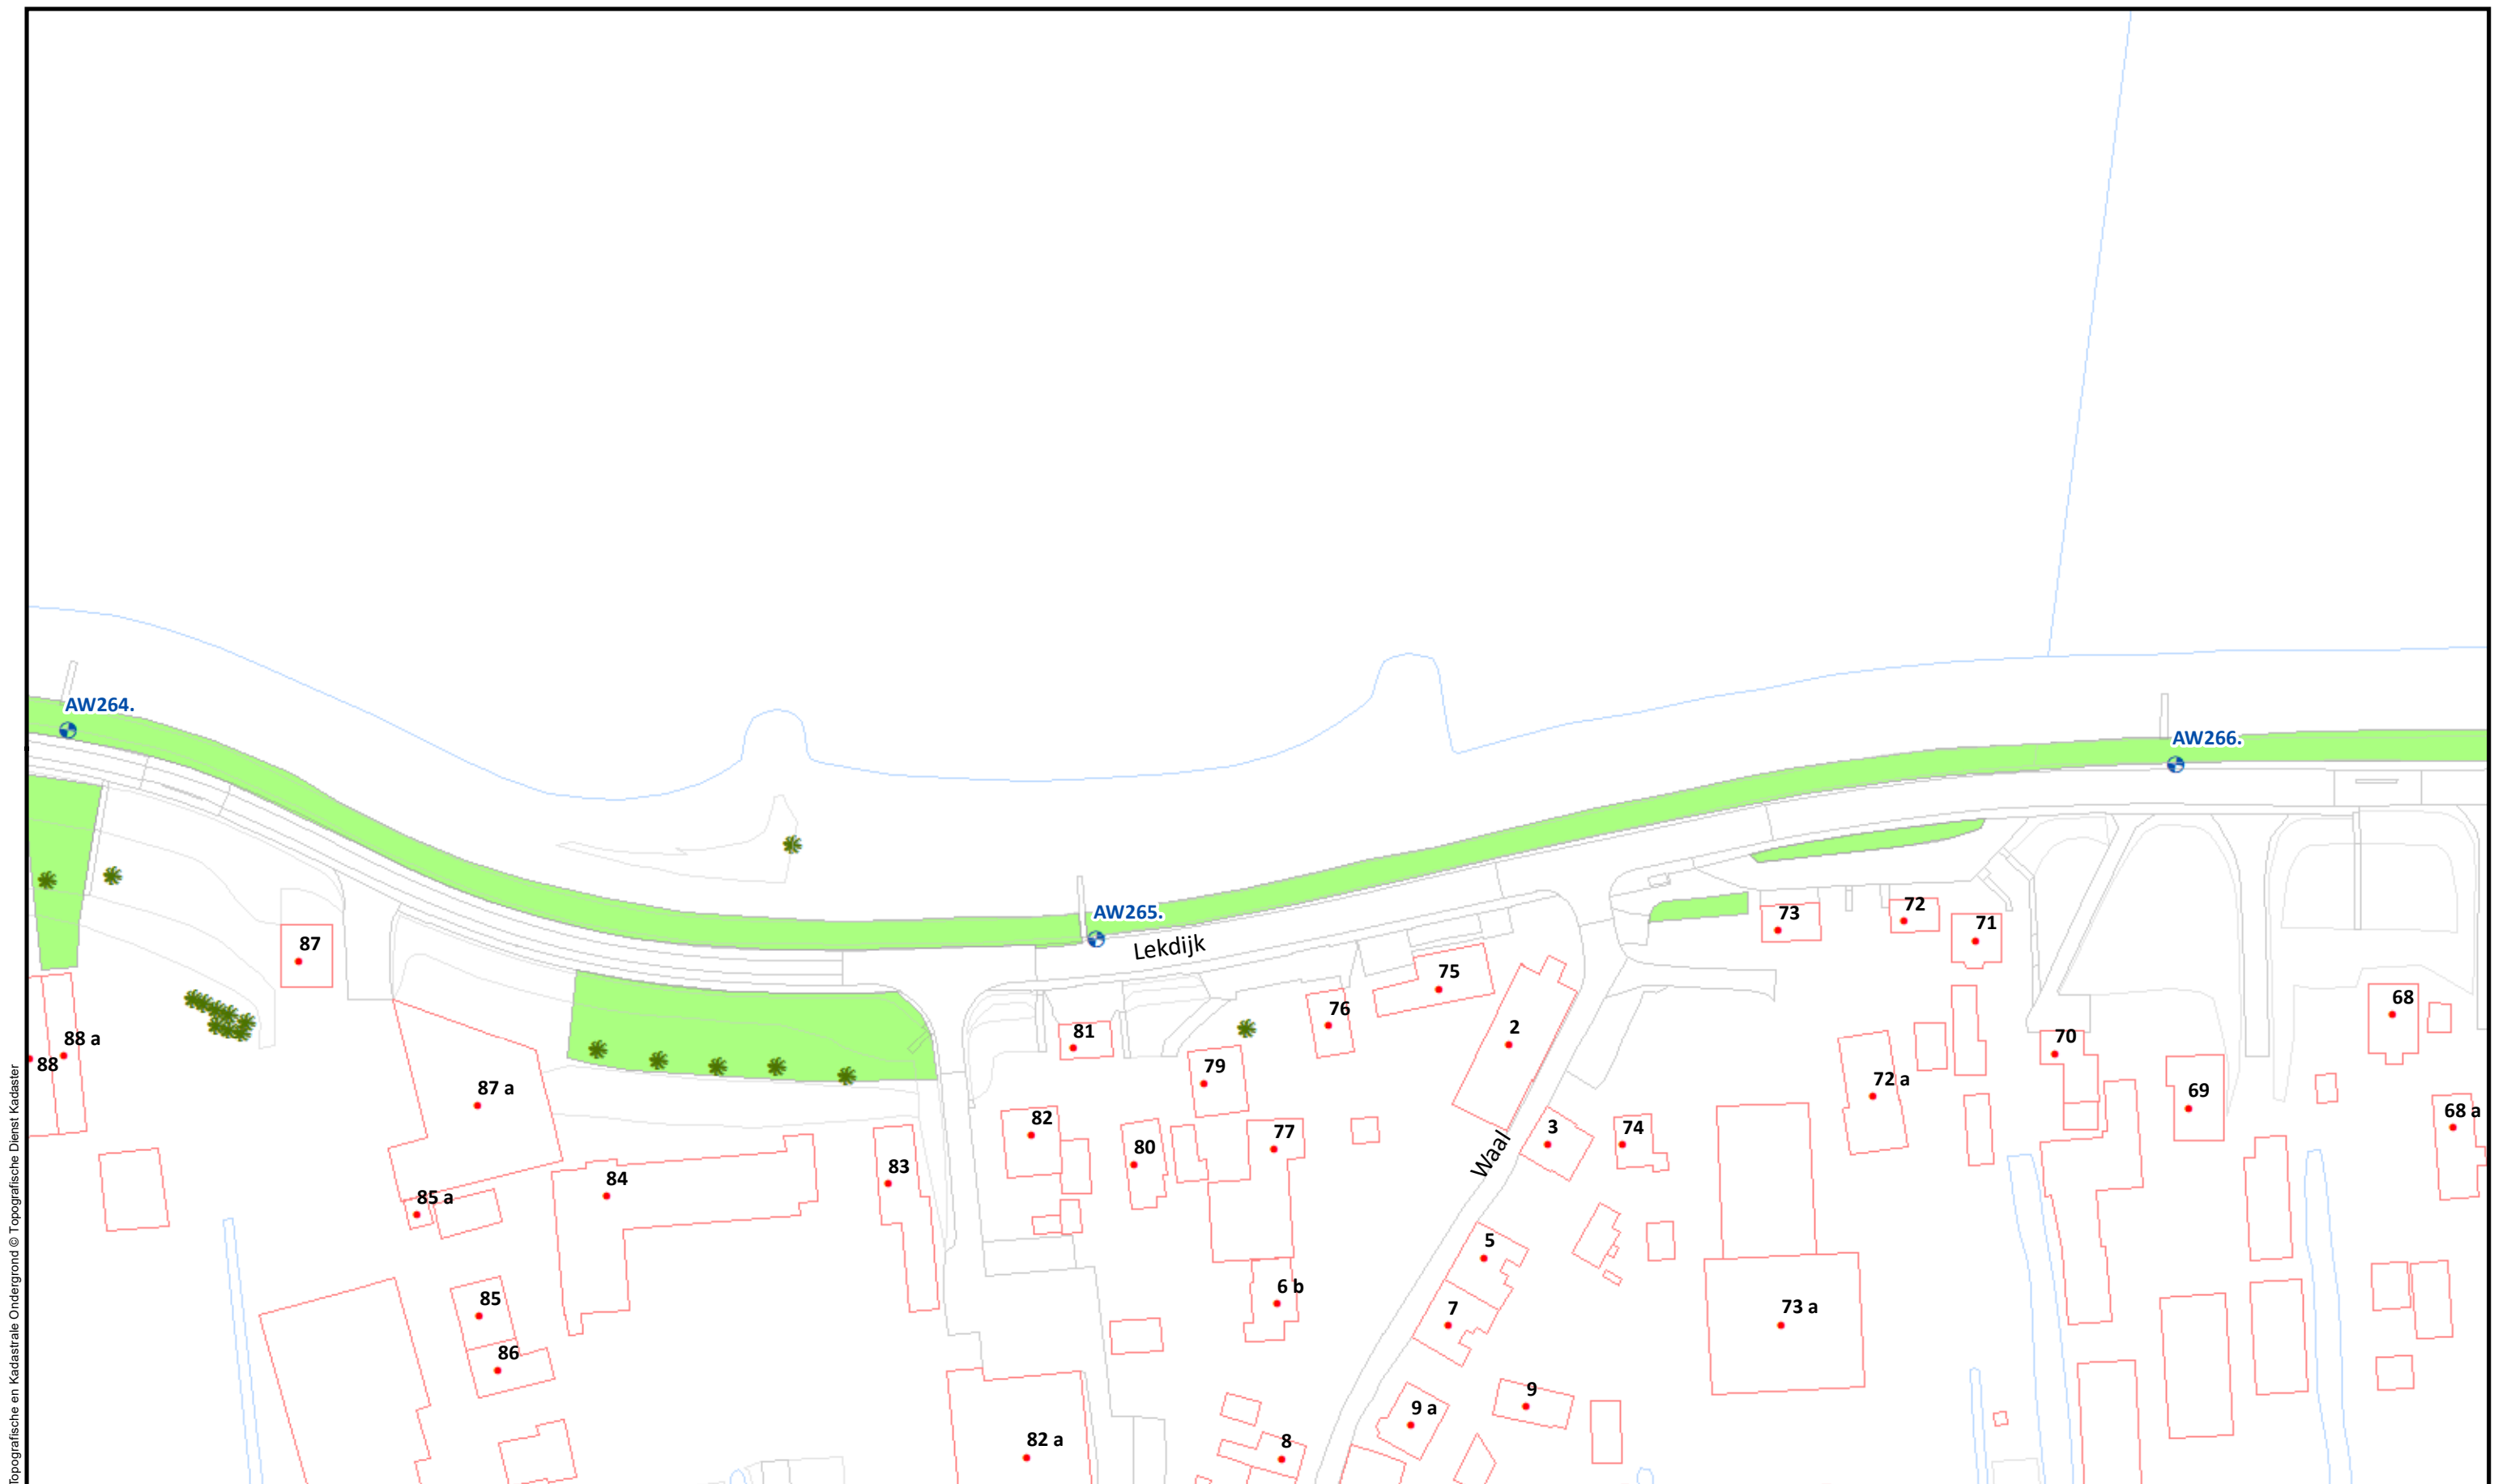 AW264.
AW266.
AW265.
Lekdijk
87
73
72
71
75
76
68
88 a
88
81
2
70
79
87 a
72 a
69
68 a
82
77
80
3
74
83
84
85 a
Waal
5
6 b
7
73 a
85
86
9
9 a
82 a
8
Topografische en Kadastrale Ondergrond © Topografische Dienst Kadaster